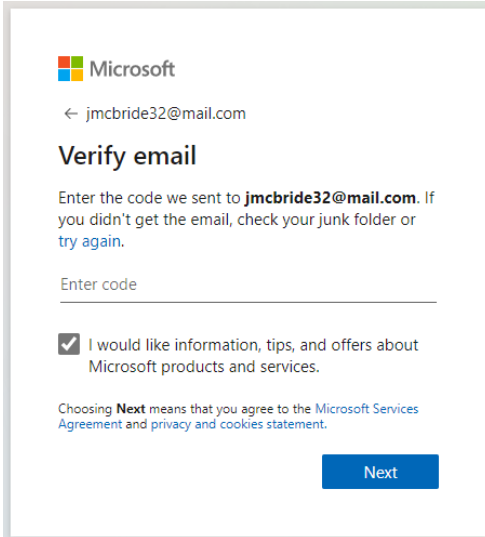 Microsoft
← jmcbride32@mail.com
Verify email
Enter the code we sent to jmcbride32@mail.com. If
you didn't get the email, check your junk folder or
try again.
Enter code
I would like information, tips, and offers about
Microsoft products and services.
Choosing Next means that you agree to the Microsoft Services
Agreement and privacy and cookies statement.
Next